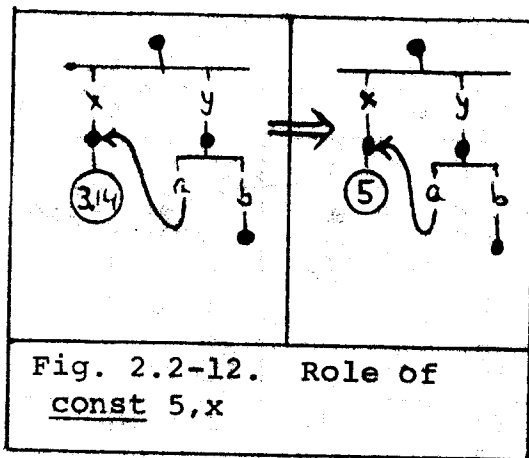 x y x y
3.14 a b 5 a b
Fig. 2.2-12. Role of
const 5,x